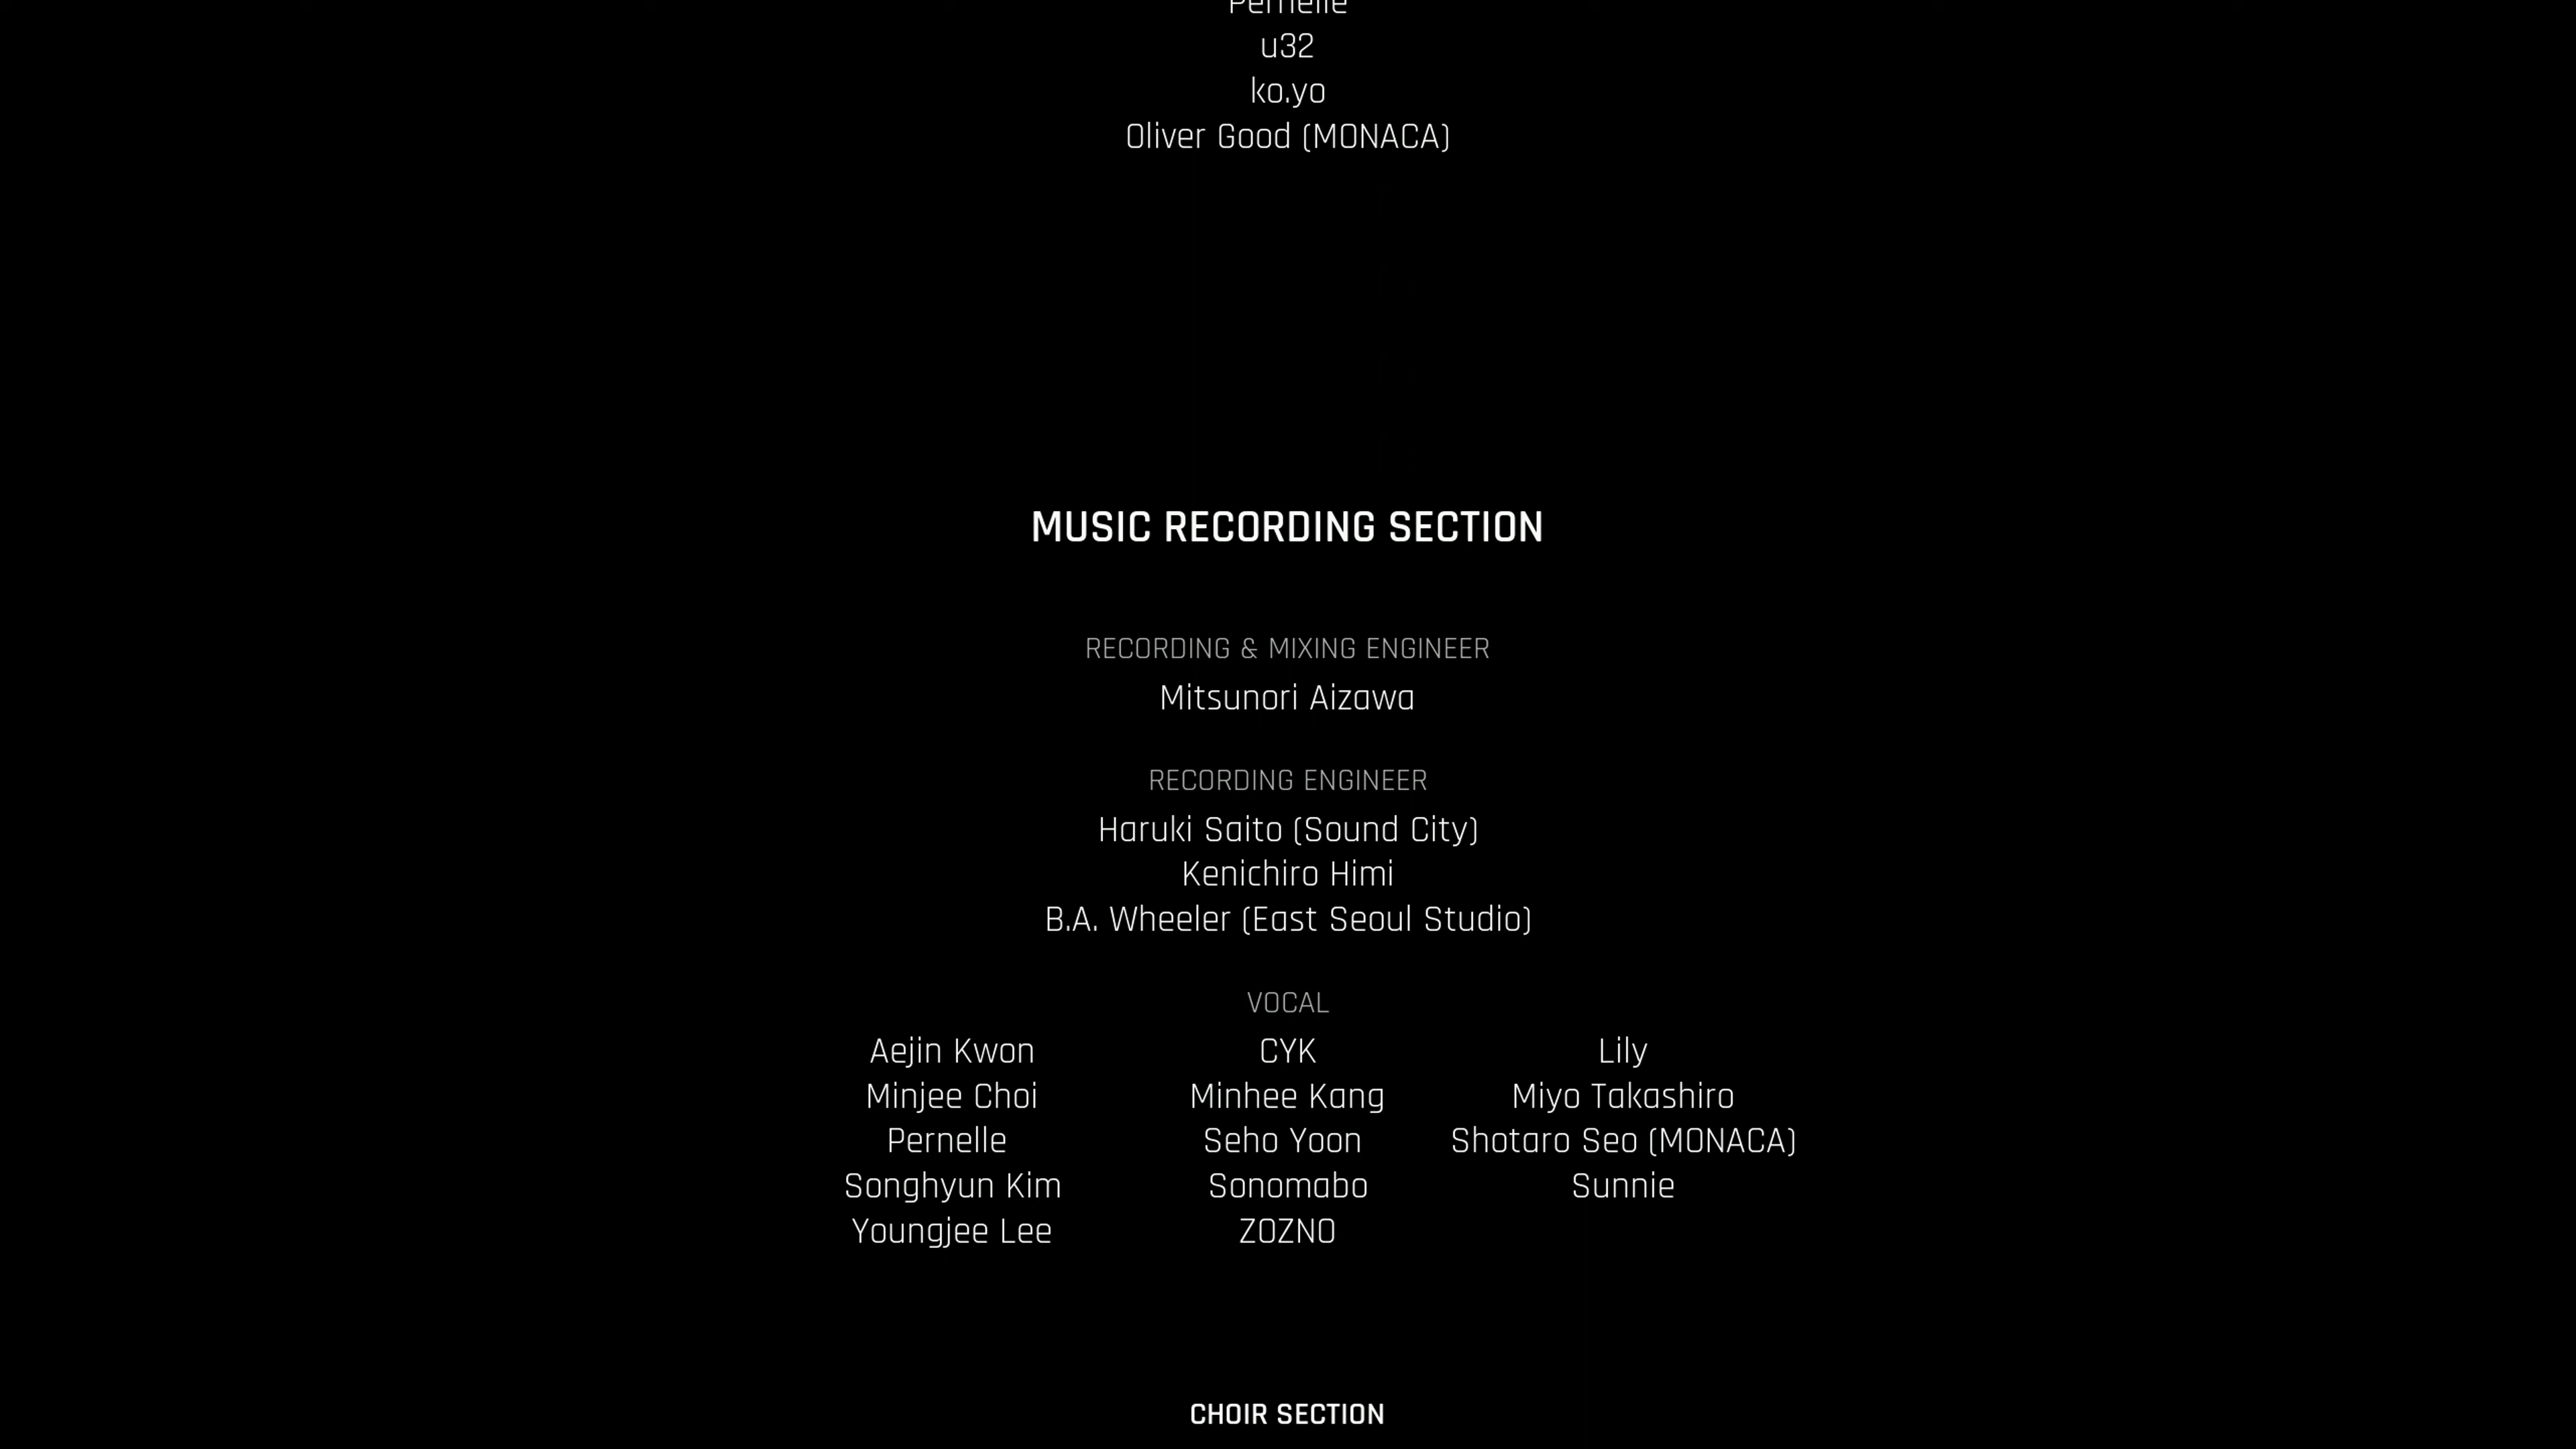 Pernelle
u32
ko.yo
Oliver Good (MONACA)
MUSIC RECORDING SECTION
RECORDING & MIXING ENGINEER
Mitsunori Aizawa
RECORDING ENGINEER
Haruki Saito (Sound City)
Kenichiro Himi
B.A. Wheeler (East Seoul Studio)
VOCAL
Aejin Kwon CYK Lily
Minjee Choi Minhee Kang Miyo Takashiro
Pernelle Seho Yoon Shotaro Seo (MONACA)
Songhyun Kim Sonomabo Sunnie
Youngjee Lee ZOZNO
CHOIR SECTION